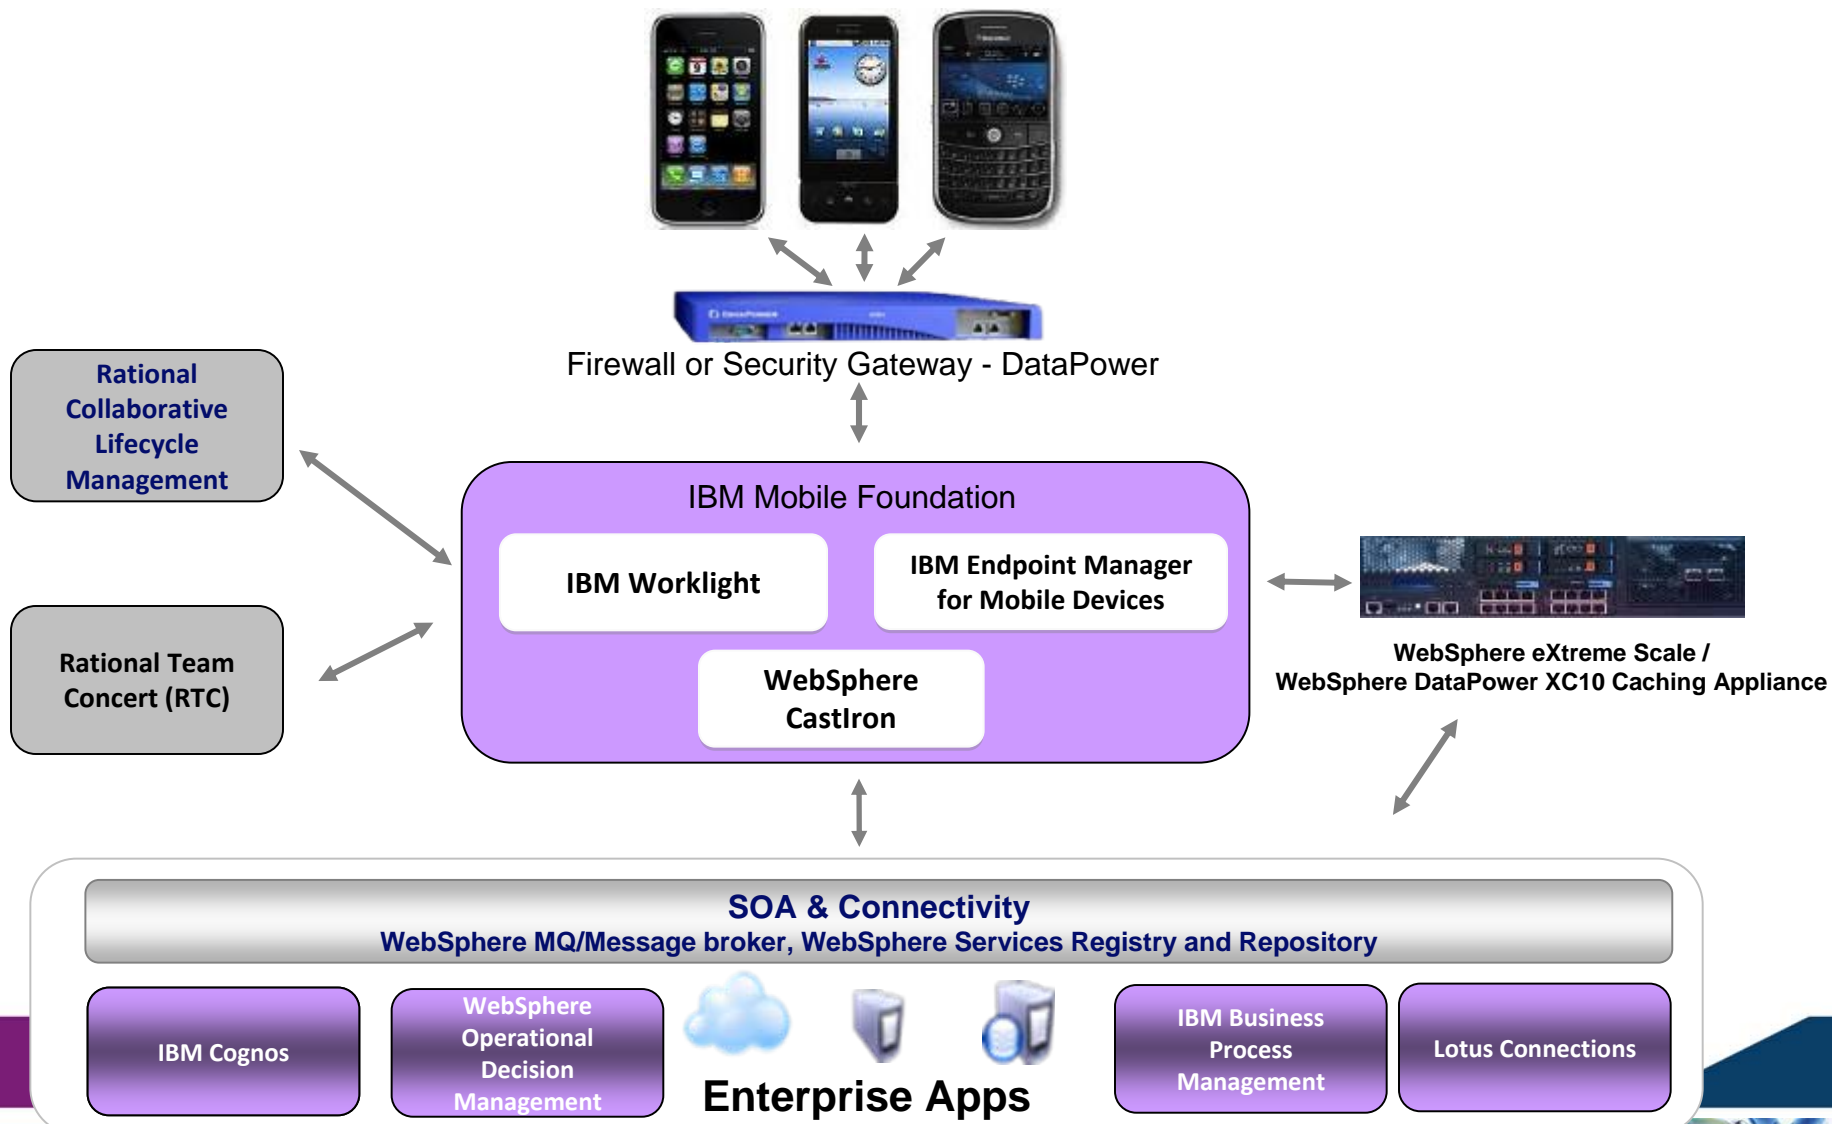 DataPower
Firewall or Security Gateway - DataPower
Rational
Collaborative
Lifecycle
Management
IBM Mobile Foundation
IBM Worklight
IBM Endpoint Manager
for Mobile Devices
WebSphere
CastIron
Rational Team
Concert (RTC)
WebSphere eXtreme Scale /
WebSphere DataPower XC10 Caching Appliance
SOA & Connectivity
WebSphere MQ/Message broker, WebSphere Services Registry and Repository
IBM Cognos
WebSphere
Operational
Decision
Management
Enterprise Apps
IBM Business
Process
Management
Lotus Connections